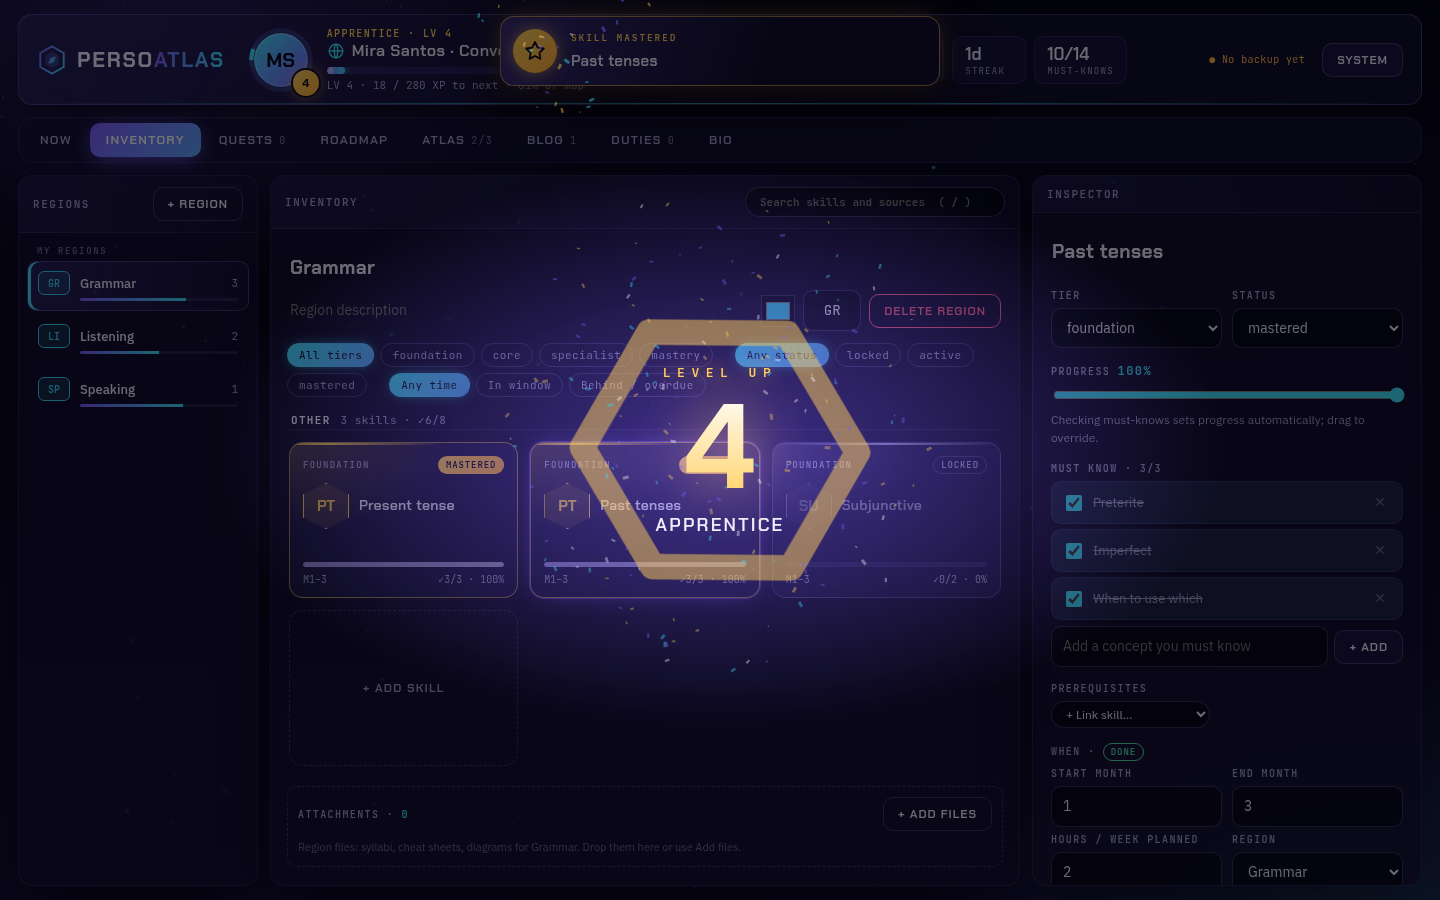 PERSOATLAS
MS
4
APPRENTICE · LV 4
Mira Santos · Conv
LV 4 · 18 / 280 XP to next · 61% of map
SKILL MASTERED
Past tenses
1d
STREAK
10/14
MUST-KNOWS
No backup yet
SYSTEM
NOW
INVENTORY
QUESTS 0
ROADMAP
ATLAS 2/3
BLOG 1
DUTIES 0
BIO
REGIONS
+ REGION
MY REGIONS
GR Grammar 3
LI Listening 2
SP Speaking 1
INVENTORY
Search skills and sources ( / )
Grammar
Region description
GR
DELETE REGION
All tiers foundation core specialist mastery Any status locked active
mastered Any time In window Behind / overdue
OTHER 3 skills · ✓6/8
FOUNDATION
MASTERED
PT Present tense
M1–3 ✓3/3 · 100%
FOUNDATION
PT Past tenses
M1–3 ✓3/3 · 100%
FOUNDATION
LOCKED
SU Subjunctive
M1–3 ✓0/2 · 0%
LEVEL UP
4
APPRENTICE
+ ADD SKILL
ATTACHMENTS · 0
+ ADD FILES
Region files: syllabi, cheat sheets, diagrams for Grammar. Drop them here or use Add files.
INSPECTOR
Past tenses
TIER STATUS
foundation mastered
PROGRESS 100%
Checking must-knows sets progress automatically; drag to
override.
MUST KNOW · 3/3
Preterite ×
Imperfect ×
When to use which ×
Add a concept you must know
+ ADD
PREREQUISITES
+ Link skill...
WHEN · DONE
START MONTH END MONTH
1 3
HOURS / WEEK PLANNED REGION
2 Grammar